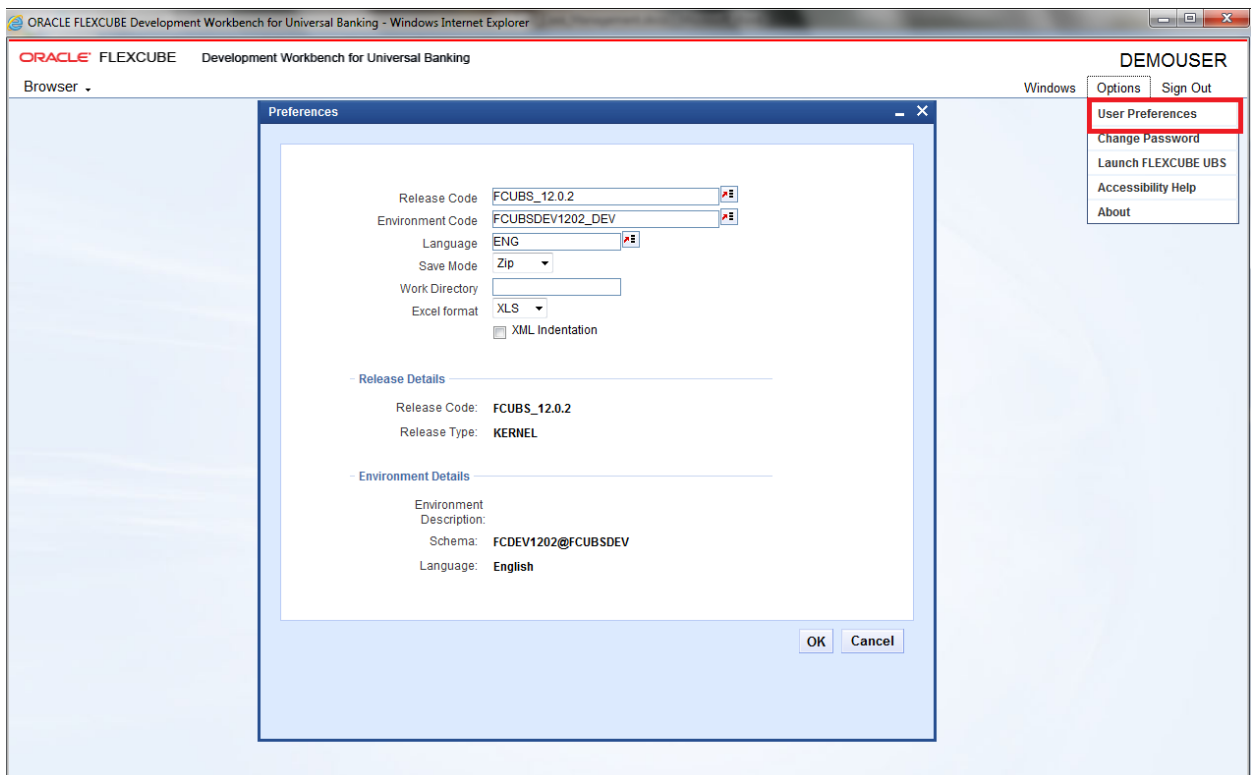 ORACLE FLEXCUBE Development Workbench for Universal Banking - Windows Internet Explorer
ORACLE FLEXCUBE Development Workbench for Universal Banking
DEMOUSER
Browser
Windows Options Sign Out
User Preferences
Change Password
Launch FLEXCUBE UBS
Accessibility Help
About
Preferences
Release Code FCUBS_12.0.2
Environment Code FCUBSDEV1202_DEV
Language ENG
Save Mode Zip
Work Directory
Excel format XLS
XML Indentation
Release Details
Release Code: FCUBS_12.0.2
Release Type: KERNEL
Environment Details
Environment
Description:
Schema: FCDEV1202@FCUBSDEV
Language: English
OK Cancel